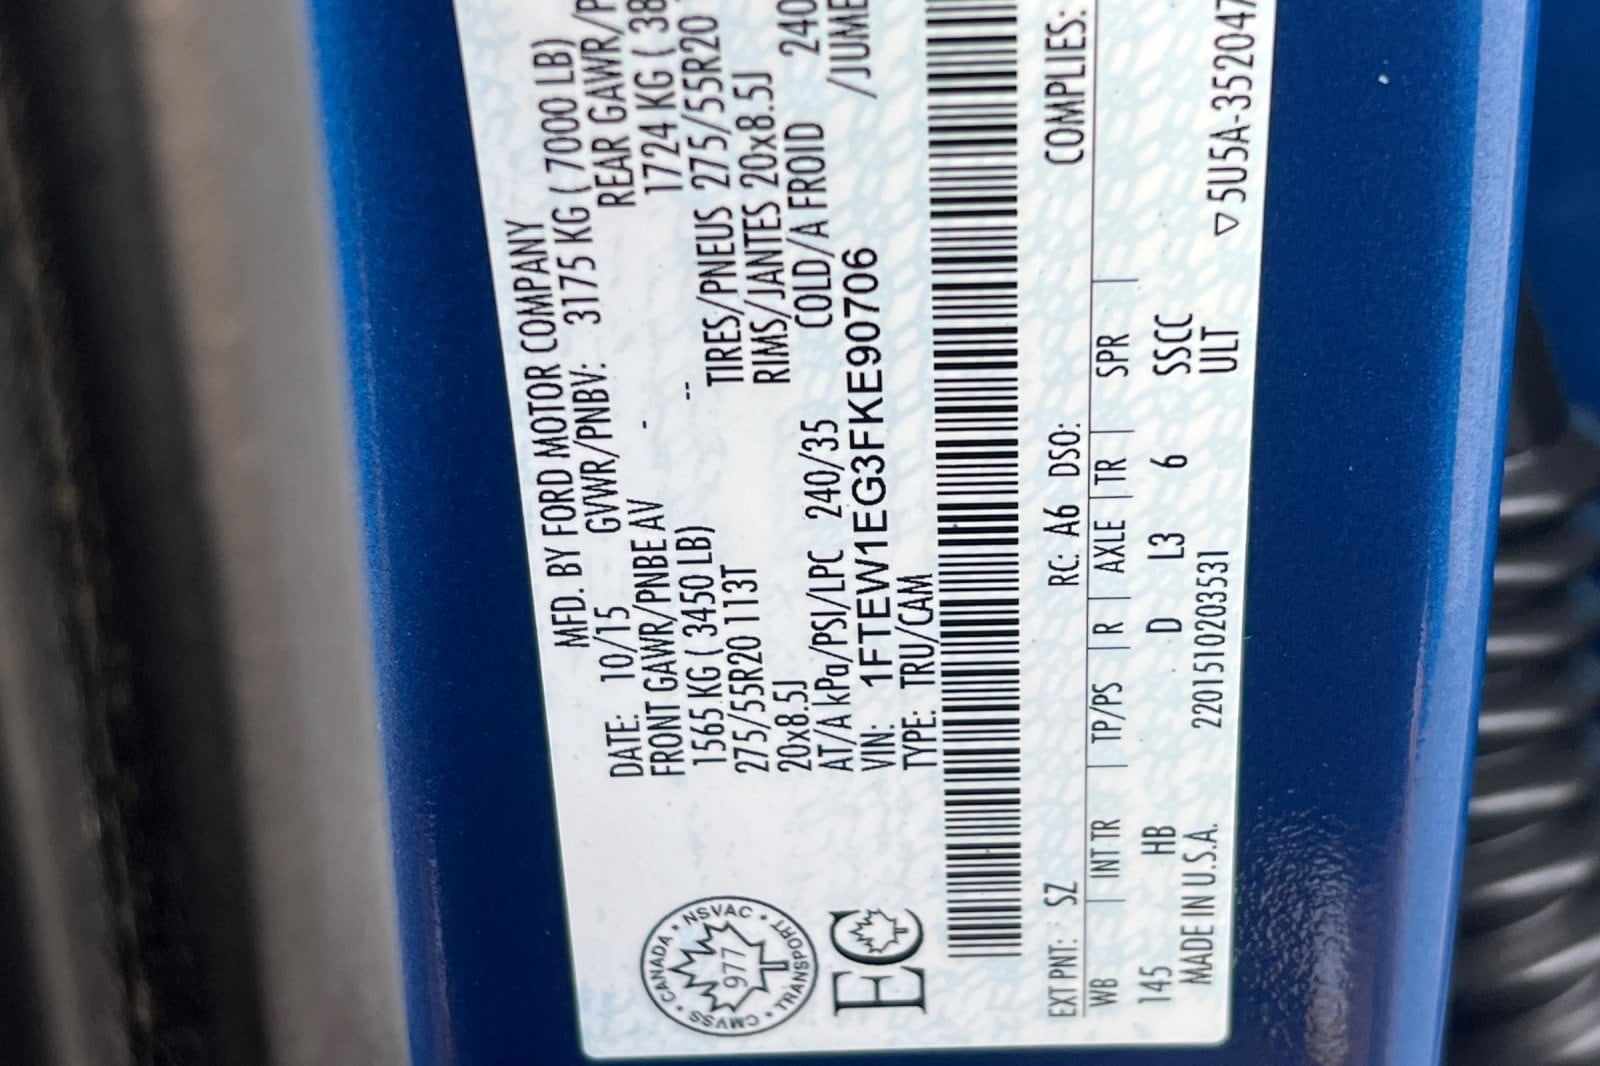 MFD. BY FORD MOTOR COMPANY
DATE: 10/15 GVWR/PNBV: 3175 KG ( 7000 LB)
FRONT GAWR/PNBE AV - REAR GAWR/P
1565 KG ( 3450 LB) -- 1724 KG ( 38
275/55R20 113T TIRES/PNEUS 275/55R20
20x8.5J RIMS/JANTES 20x8.5J
AT/A kPa/PSI/LPC 240/35 COLD/A FROID 240
VIN: 1FTEW1EG3FKE90706 /JUME
TYPE: TRU/CAM
CANADA • NSVAC • TRANSPORT • CMVSS •
977
EC
EXT PNT: SZ RC: A6 DSO: COMPLIES:
WB INT TR TP/PS R AXLE TR SPR
145 HB D L3 6 SSCC
MADE IN U.S.A. 2201510203531 ULT ▽ 5U5A-352047